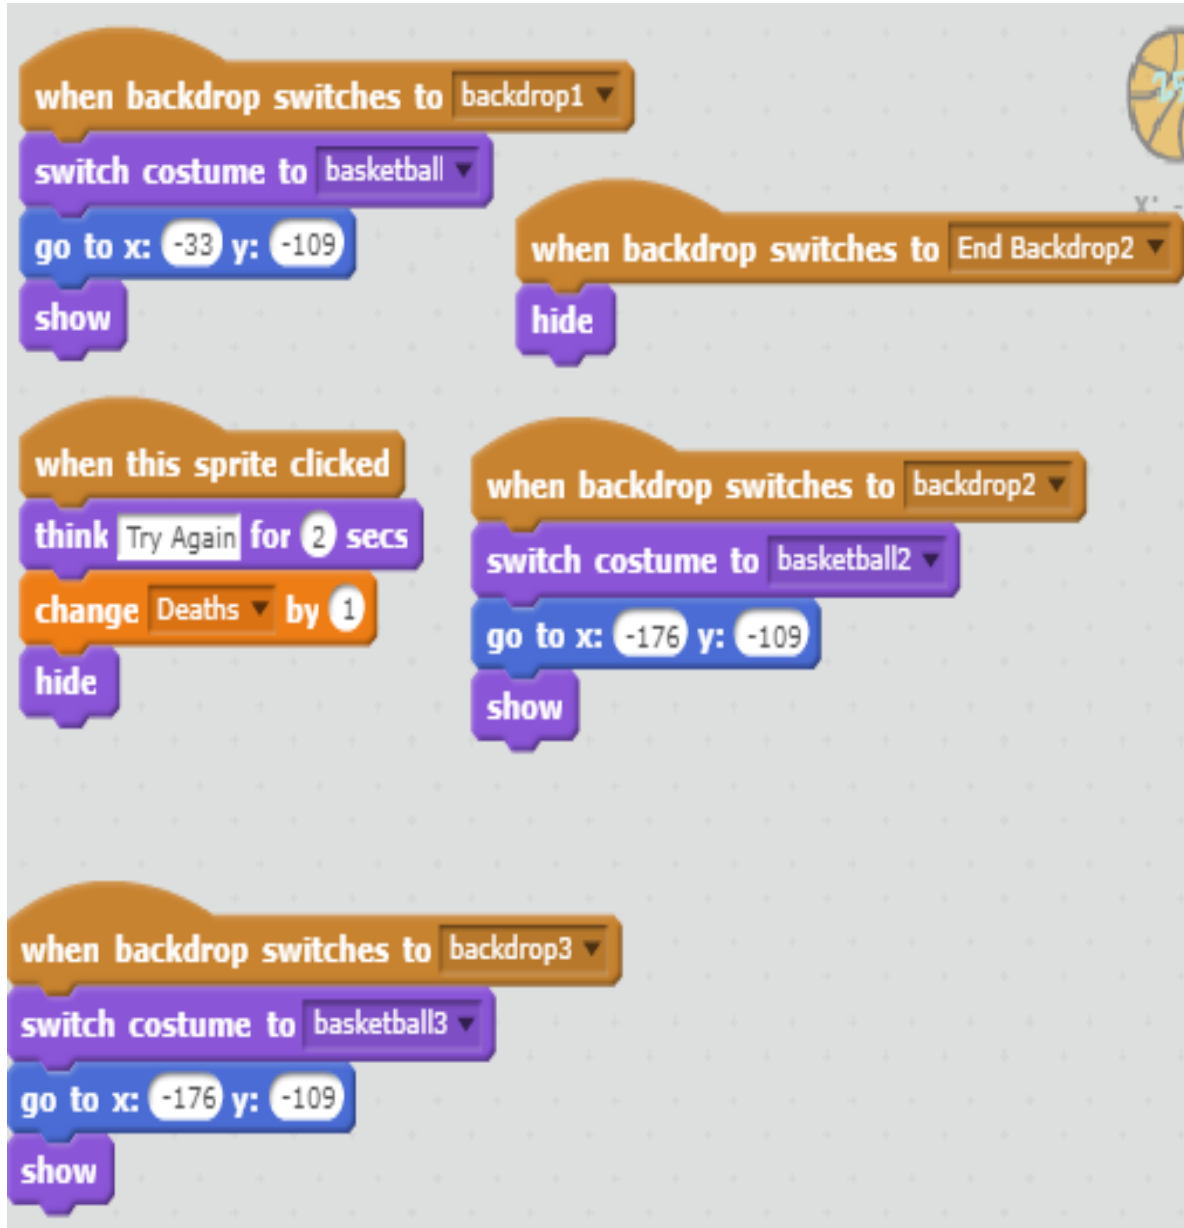 when backdrop switches to backdrop1
switch costume to basketball
go to x: -33 y: -109
show
x: -
when backdrop switches to End Backdrop2
hide
when this sprite clicked
think Try Again for 2 secs
change Deaths by 1
hide
when backdrop switches to backdrop2
switch costume to basketball2
go to x: -176 y: -109
show
when backdrop switches to backdrop3
switch costume to basketball3
go to x: -176 y: -109
show